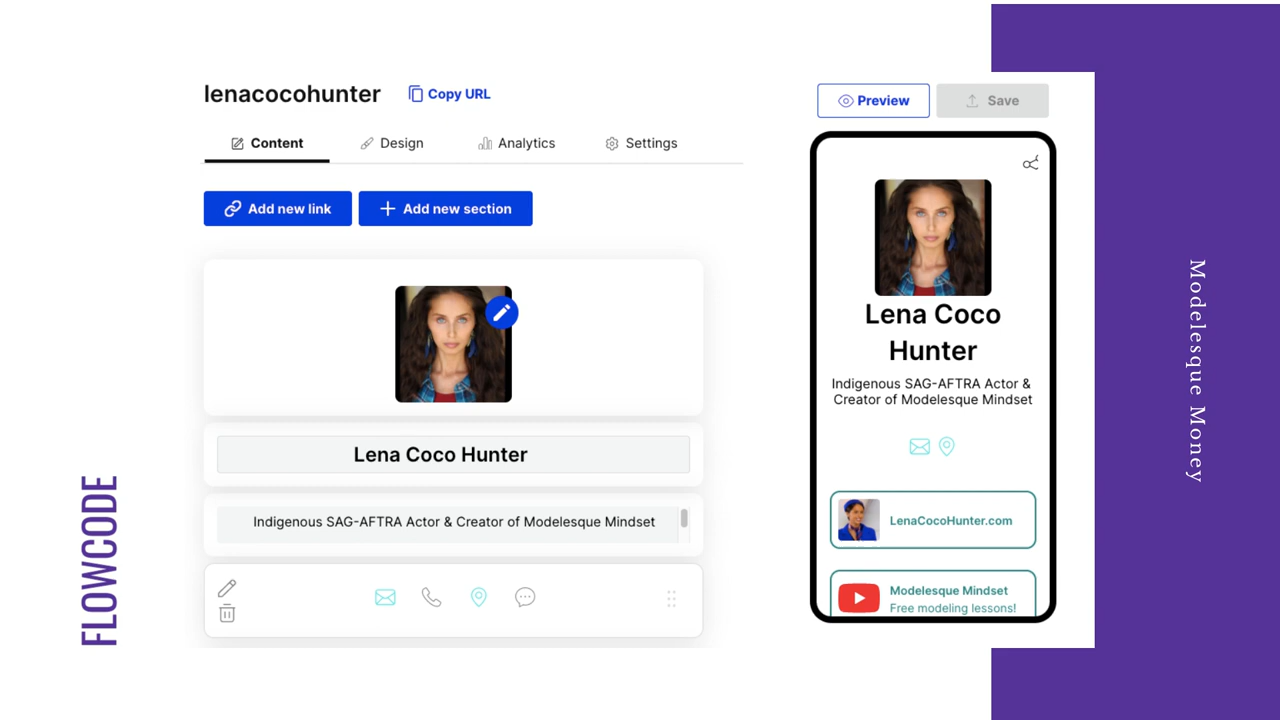 lenacocohunter
Copy URL
Preview
Save
Content
Design
Analytics
Settings
Add new link
Add new section
Lena Coco Hunter
Indigenous SAG-AFTRA Actor & Creator of Modelesque Mindset
Lena Coco
Hunter
Indigenous SAG-AFTRA Actor &
Creator of Modelesque Mindset
LenaCocoHunter.com
Modelesque Mindset
Free modeling lessons!
FLOWCODE
Modelesque Money